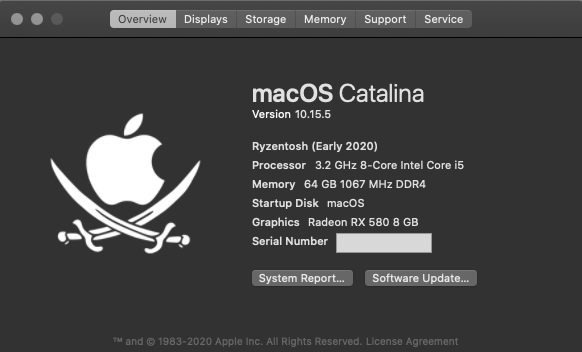 Overview Displays Storage Memory Support Service
macOS Catalina
Version 10.15.5
Ryzentosh (Early 2020)
Processor 3.2 GHz 8-Core Intel Core i5
Memory 64 GB 1067 MHz DDR4
Startup Disk macOS
Graphics Radeon RX 580 8 GB
Serial Number
System Report... Software Update...
™ and © 1983-2020 Apple Inc. All Rights Reserved. License Agreement